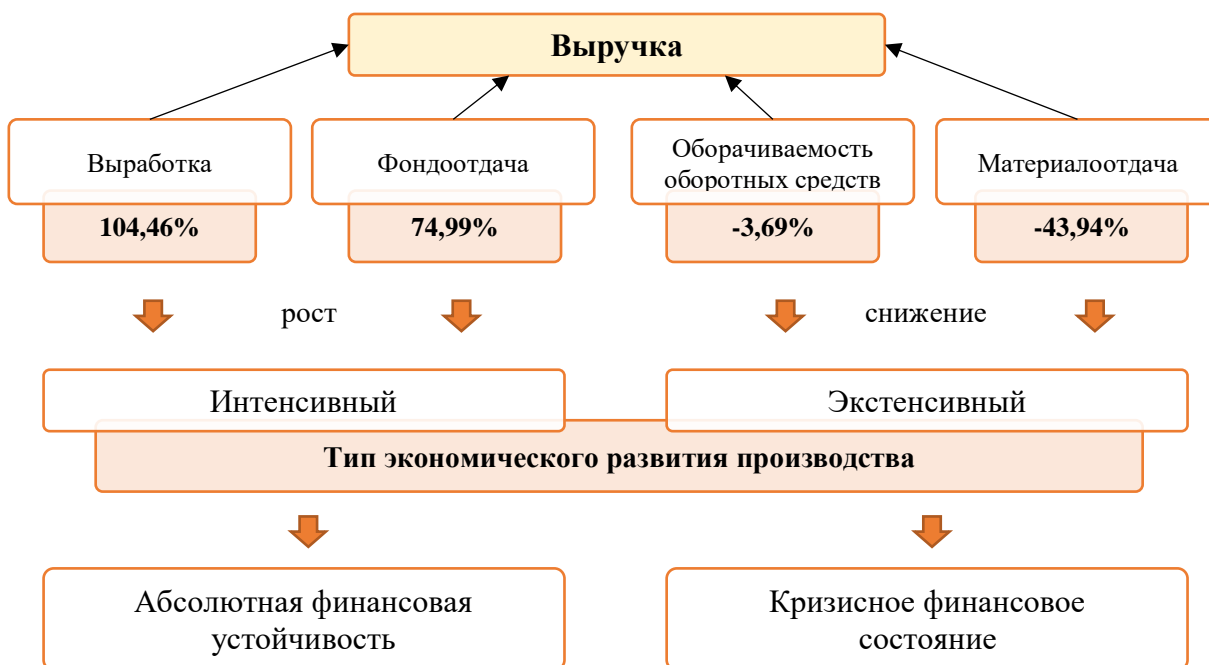 Выручка
Выработка
Фондоотдача
Оборачиваемость
оборотных средств
Материалоотдача
104,46%
74,99%
-3,69%
-43,94%
рост
снижение
Интенсивный
Экстенсивный
Тип экономического развития производства
Абсолютная финансовая
устойчивость
Кризисное финансовое
состояние